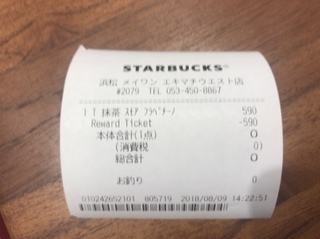 STARBUCKS
浜松 メイワン エキマチウエスト店
#2079 TEL 053-450-8867
1 T 抹茶 ｽﾄｱ ﾌﾗﾍﾟﾁｰﾉ 590
Reward Ticket -590
本体合計(1点) 0
(消費税 0)
総合計 0
お釣り 0
010242652101 805719 2018/08/09 14:22:51